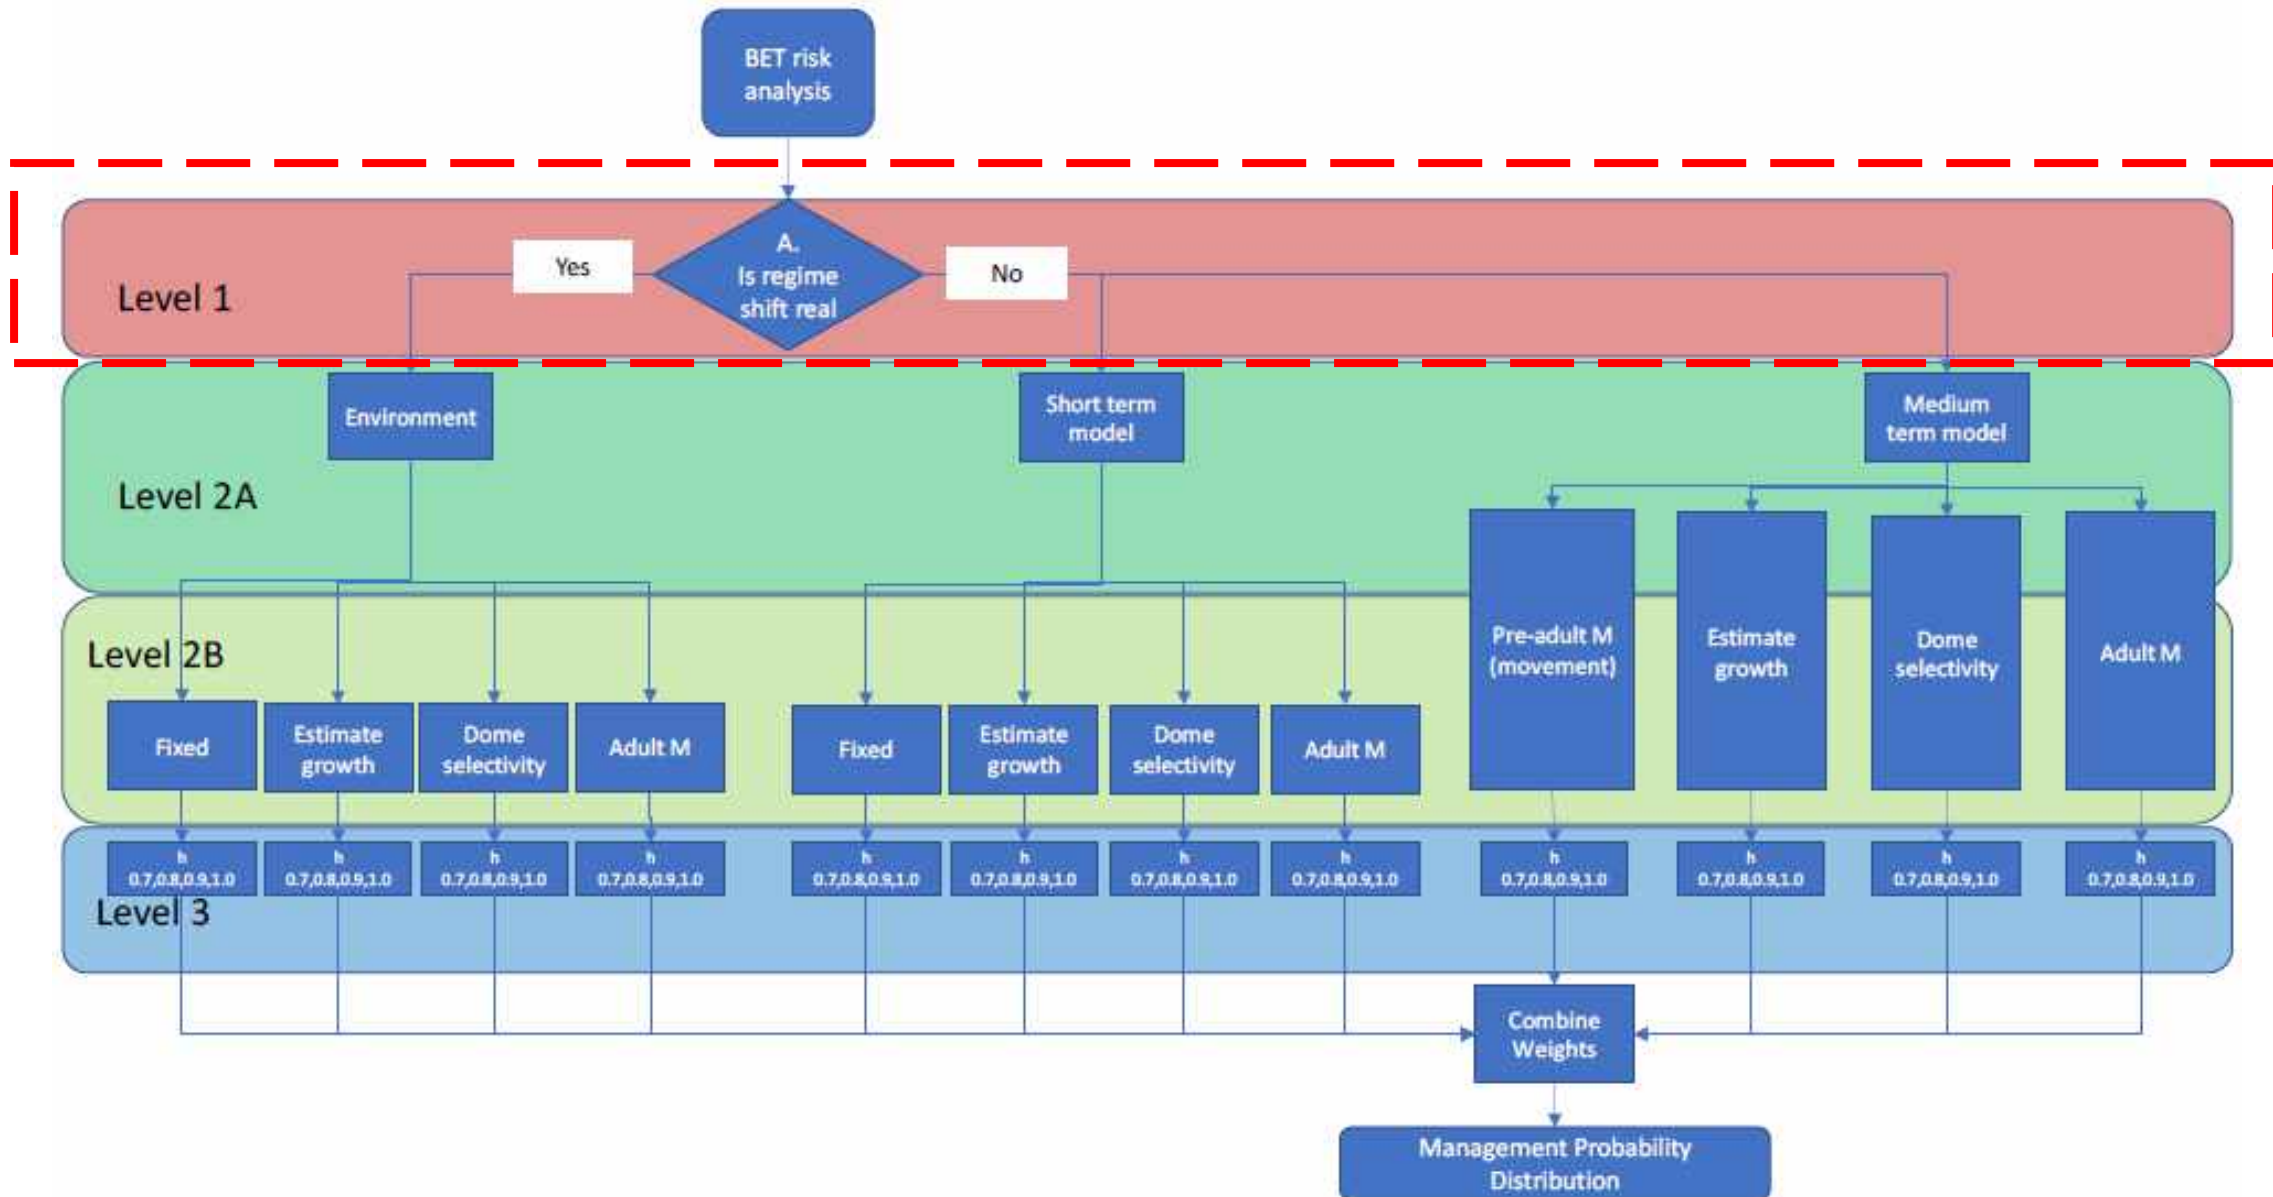 BET risk
analysis
A.
Is regime
shift real
Yes
No
Level 1
Environment
Short term
model
Medium
term model
Level 2A
Level 2B
Fixed
Estimate
growth
Dome
selectivity
Adult M
Fixed
Estimate
growth
Dome
selectivity
Adult M
Pre-adult M
(movement)
Estimate
growth
Dome
selectivity
Adult M
h
0.7,0.8,0.9,1.0
h
0.7,0.8,0.9,1.0
h
0.7,0.8,0.9,1.0
h
0.7,0.8,0.9,1.0
h
0.7,0.8,0.9,1.0
h
0.7,0.8,0.9,1.0
h
0.7,0.8,0.9,1.0
h
0.7,0.8,0.9,1.0
h
0.7,0.8,0.9,1.0
h
0.7,0.8,0.9,1.0
h
0.7,0.8,0.9,1.0
h
0.7,0.8,0.9,1.0
Level 3
Combine
Weights
Management Probability
Distribution